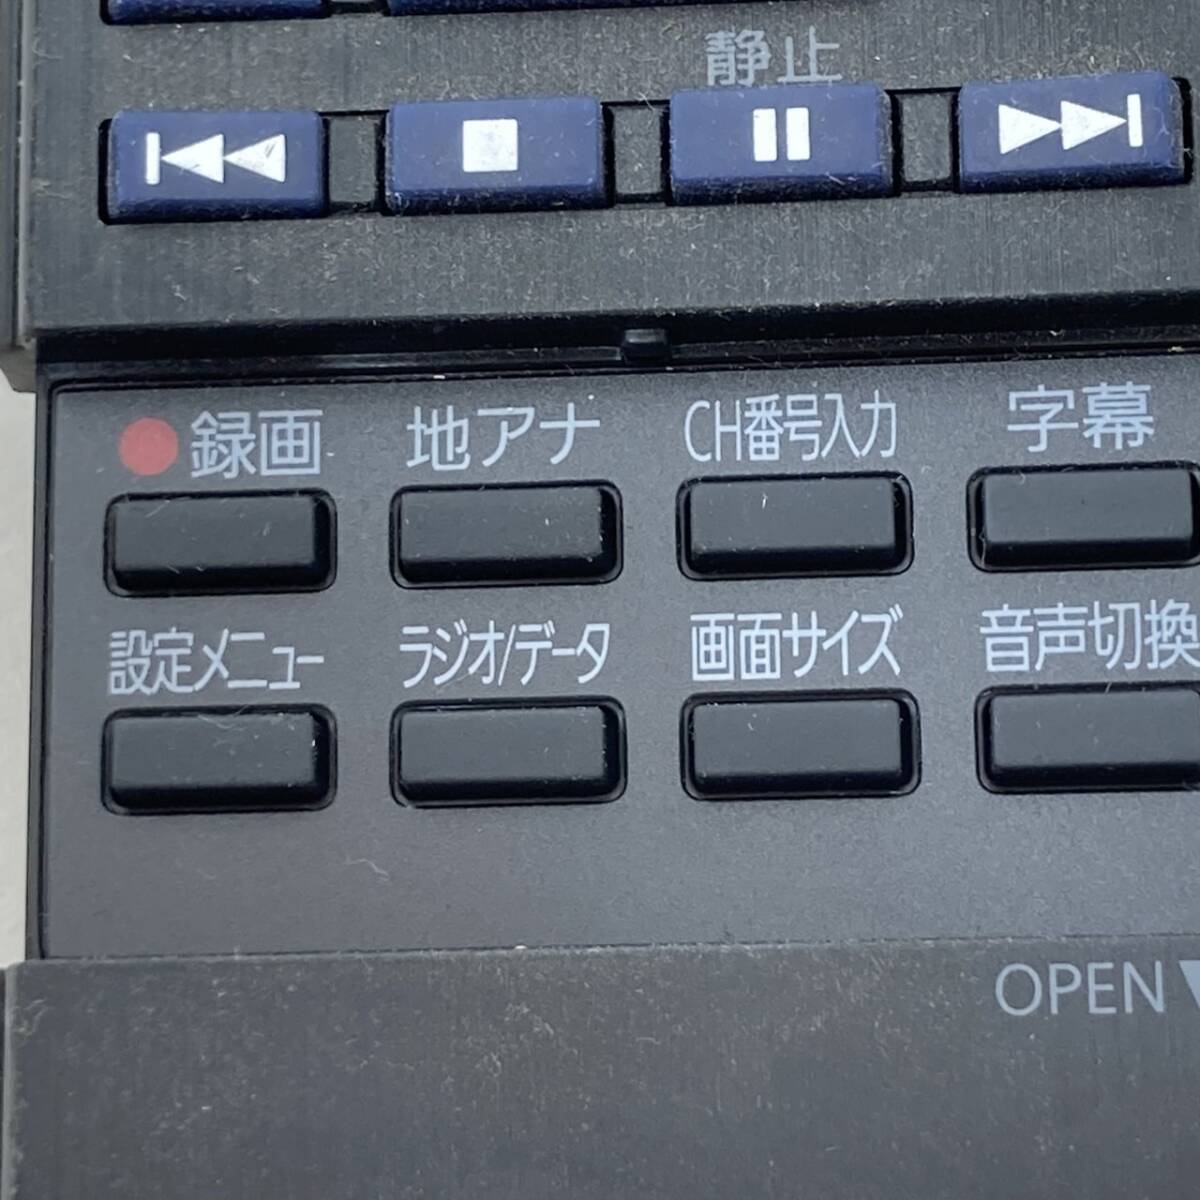 静止
録画 地アナ CH番号入力 字幕
設定メニュー ラジオ/データ 画面サイズ 音声切換
OPEN